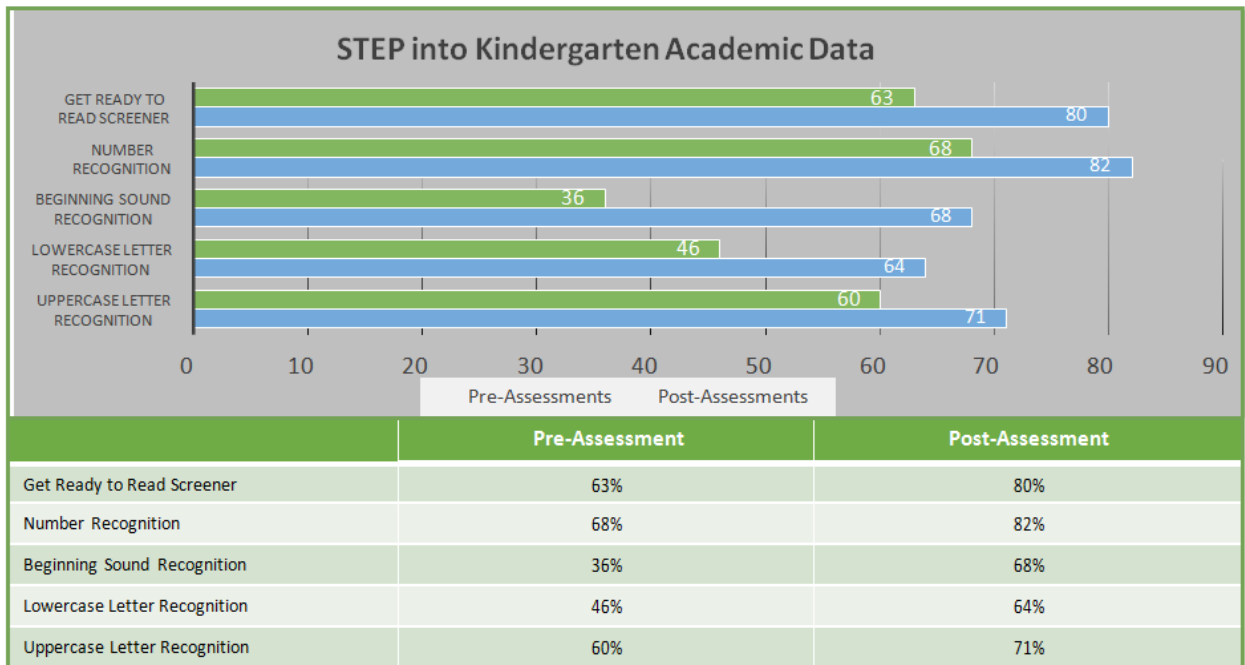 STEP into Kindergarten Academic Data
GET READY TO
READ SCREENER
63
80
NUMBER
RECOGNITION
68
82
BEGINNING SOUND
RECOGNITION
36
68
LOWERCASE LETTER
RECOGNITION
46
64
UPPERCASE LETTER
RECOGNITION
60
71
0 10 20 30 40 50 60 70 80 90
Pre-Assessments Post-Assessments
Pre-Assessment Post-Assessment
Get Ready to Read Screener 63% 80%
Number Recognition 68% 82%
Beginning Sound Recognition 36% 68%
Lowercase Letter Recognition 46% 64%
Uppercase Letter Recognition 60% 71%